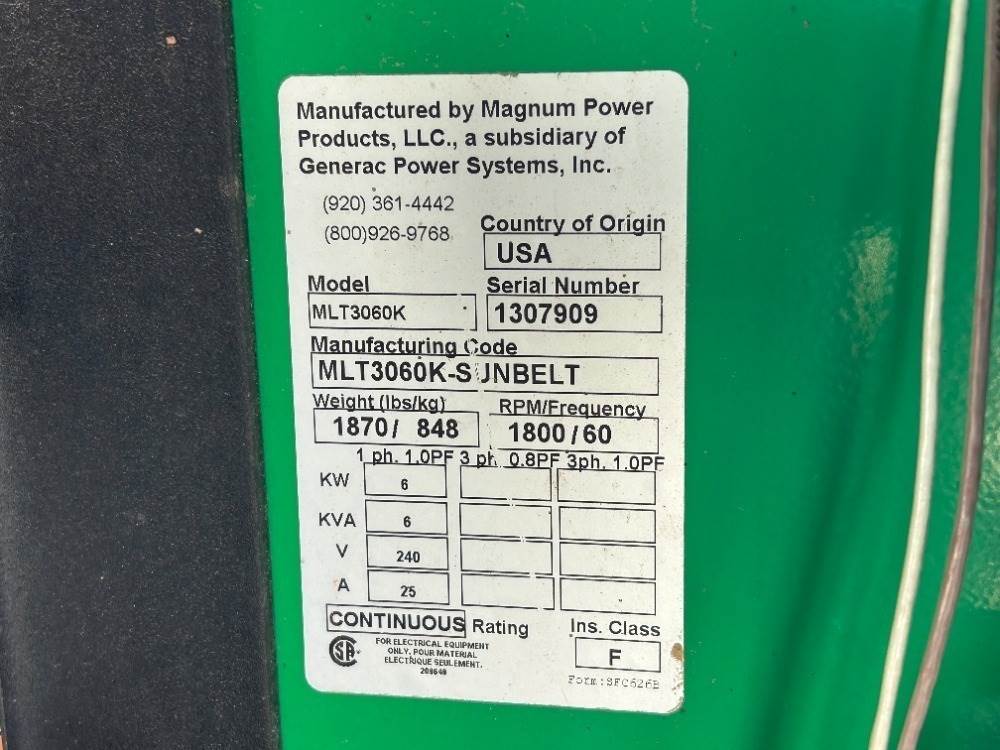 Manufactured by Magnum Power
Products, LLC., a subsidiary of
Generac Power Systems, Inc.
(920) 361-4442
(800)926-9768
Country of Origin
USA
Model
Serial Number
MLT3060K
1307909
Manufacturing Code
MLT3060K-SUNBELT
Weight (lbs/kg)
RPM/Frequency
1870/ 848
1800/60
1 ph. 1.0PF 3 ph. 0.8PF 3ph. 1.0PF
KW 6
KVA 6
V 240
A 25
CONTINUOUS Rating
Ins. Class
F
FOR ELECTRICAL EQUIPMENT
ONLY. POUR MATERIAL
ELECTRIQUE SEULEMENT.
Form:SFC626B